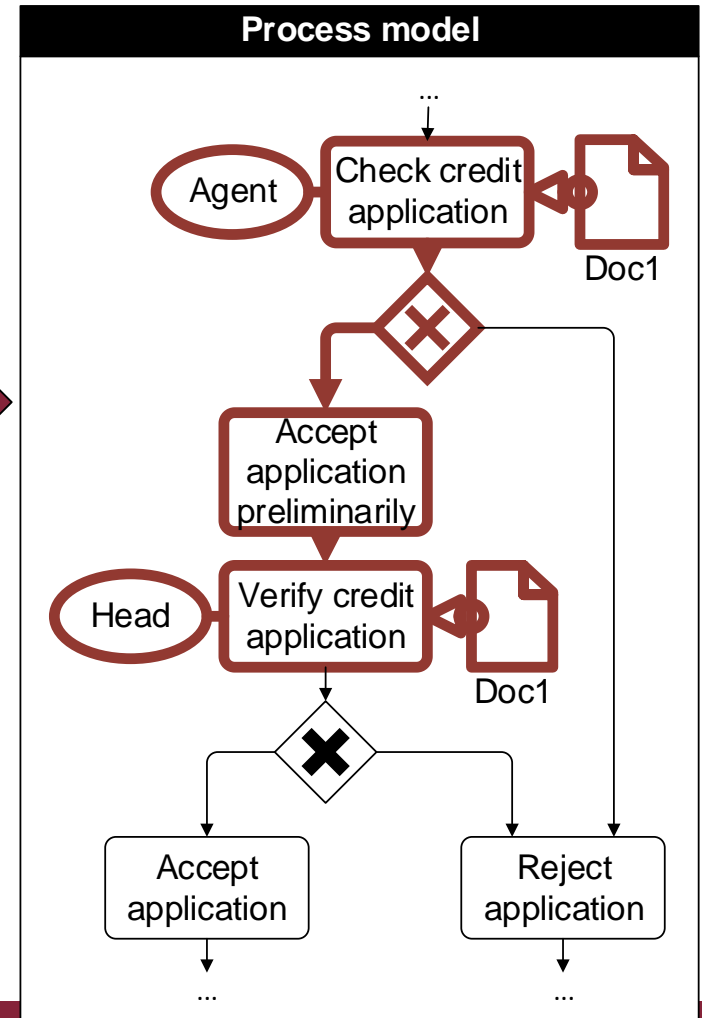 Process model
...
Agent
Check credit
application
Doc1
Accept
application
preliminarily
Head
Verify credit
application
Doc1
Accept
application
Reject
application
...
...